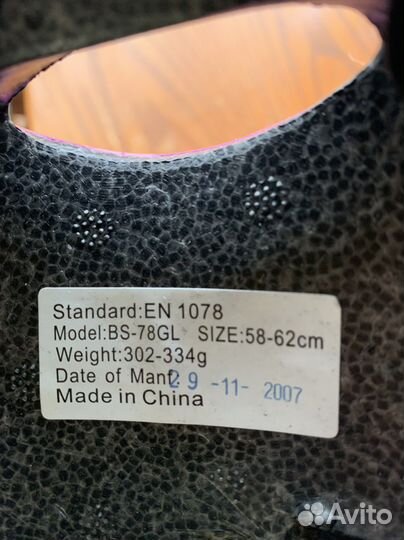 Standard:EN 1078
Model:BS-78GL SIZE:58-62cm
Weight:302-334g
Date of Manf: 29 -11- 2007
Made in China
Avito